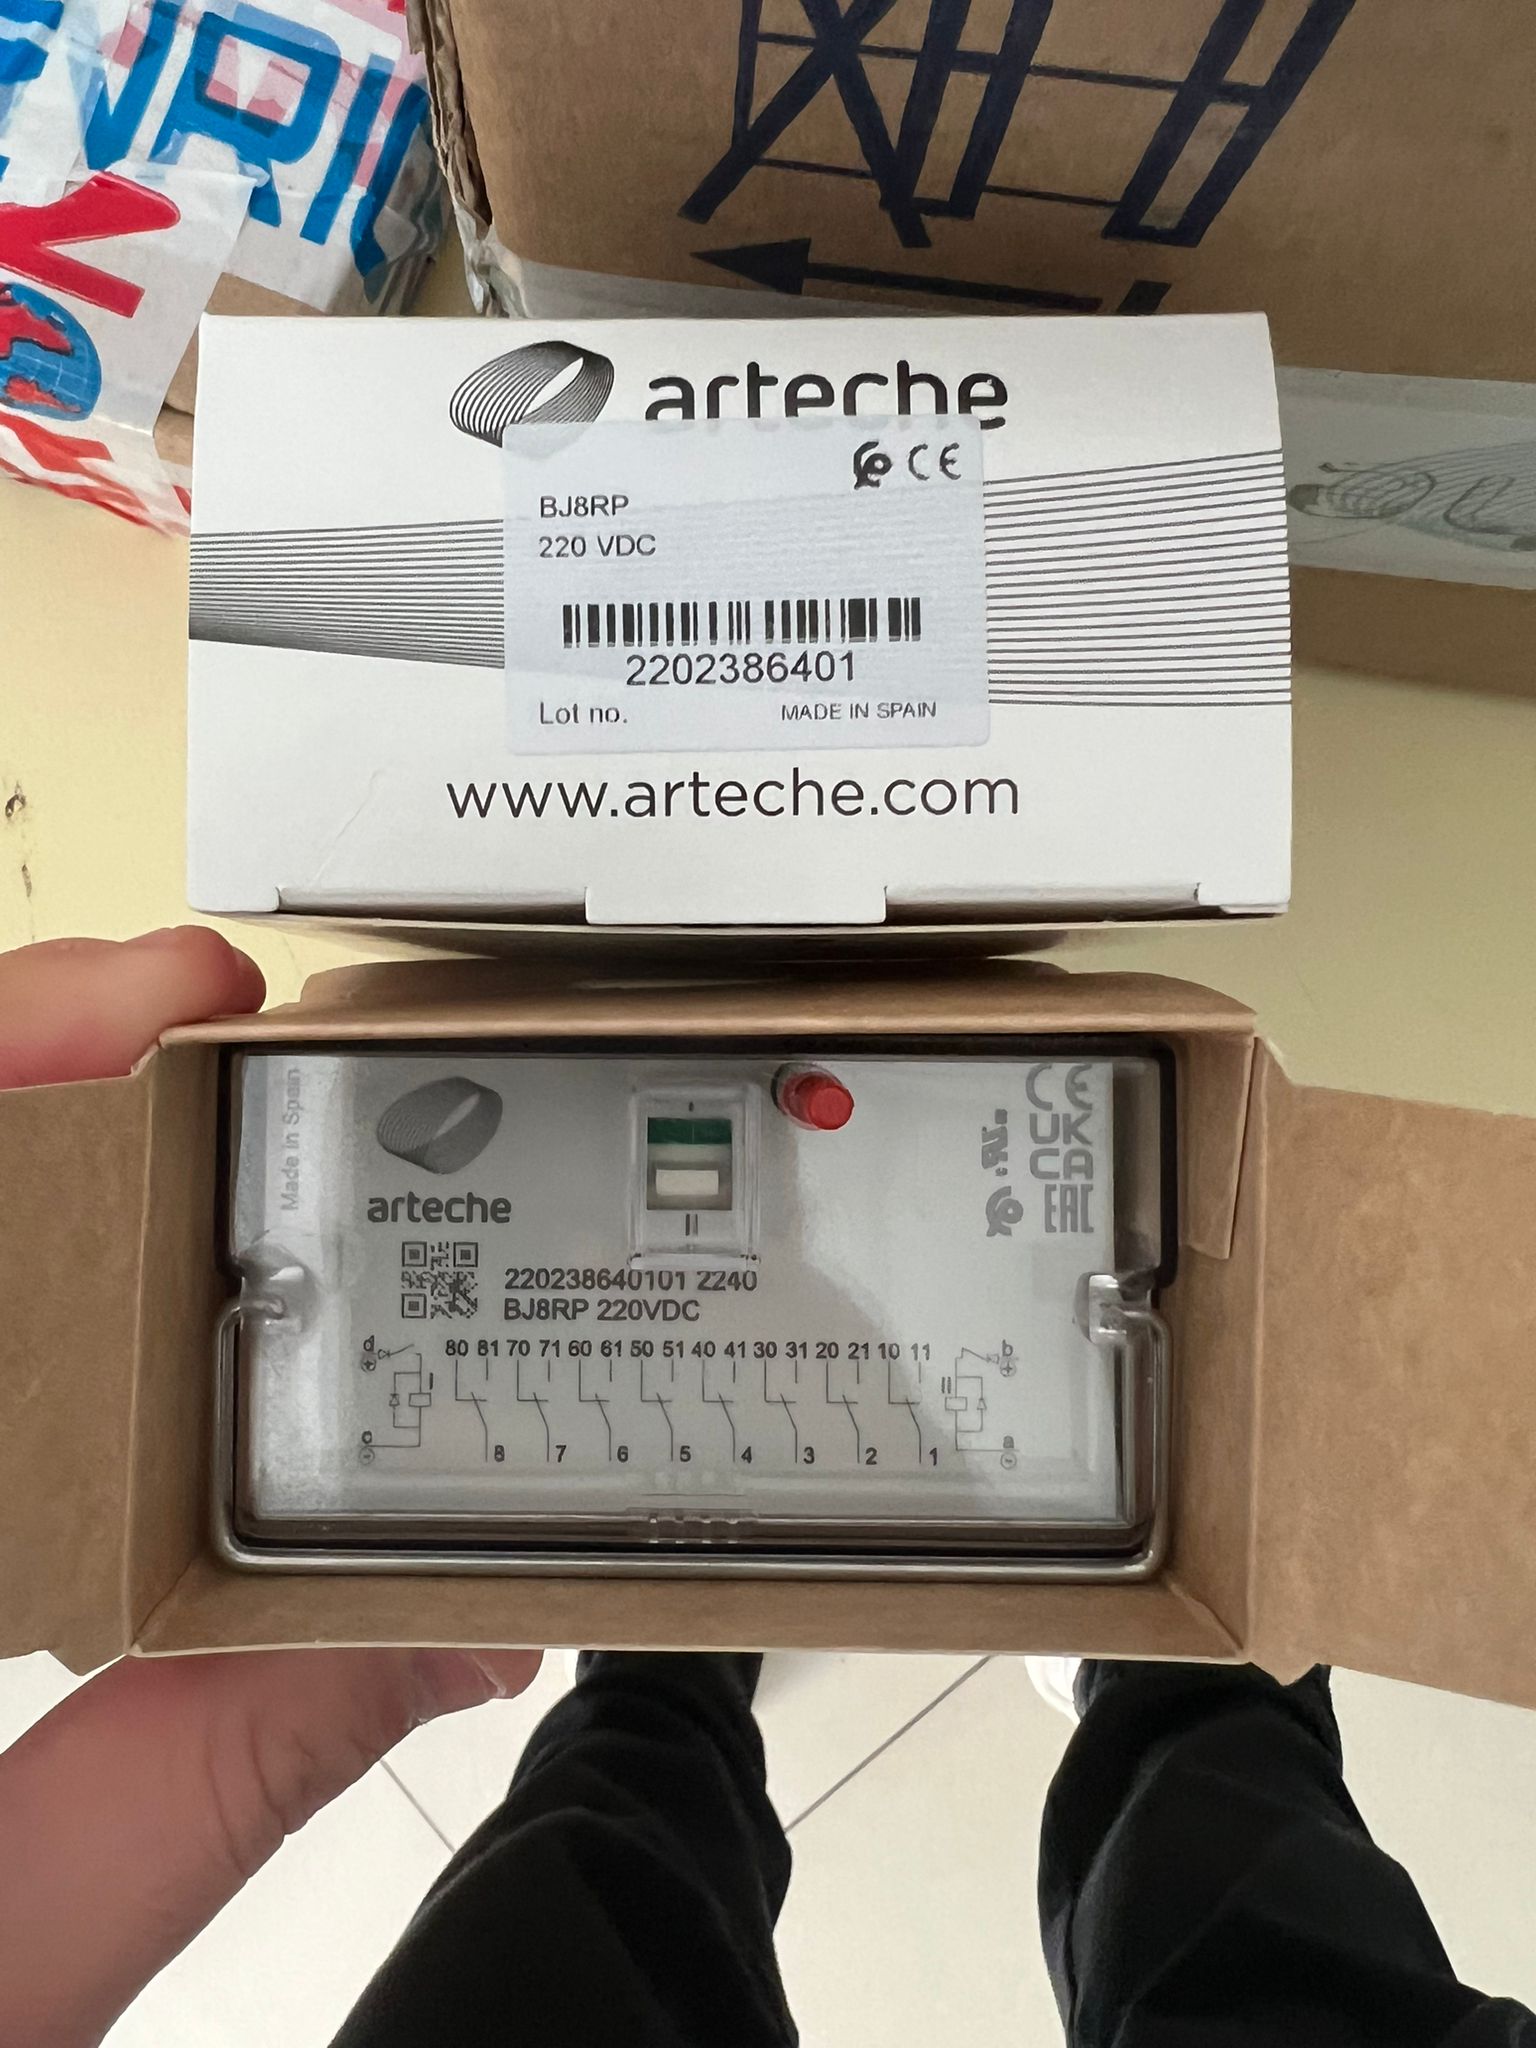 arteche
CE
BJ8RP
220 VDC
2202386401
Lot no.
MADE IN SPAIN
www.arteche.com
Made in Spain
arteche
I
II
CE
UK
CA
EAC
220238640101 2240
BJ8RP 220VDC
d 80 81 70 71 60 61 50 51 40 41 30 31 20 21 10 11 b
I II
8 7 6 5 4 3 2 1 a